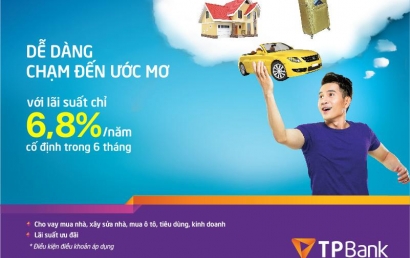 DỄ DÀNG
CHẠM ĐẾN ƯỚC MƠ
với lãi suất chỉ
6,8%/năm
cố định trong 6 tháng
Cho vay mua nhà, xây sửa nhà, mua ô tô, tiêu dùng, kinh doanh
Lãi suất ưu đãi
* Điều kiện điều khoản áp dụng
TPBank